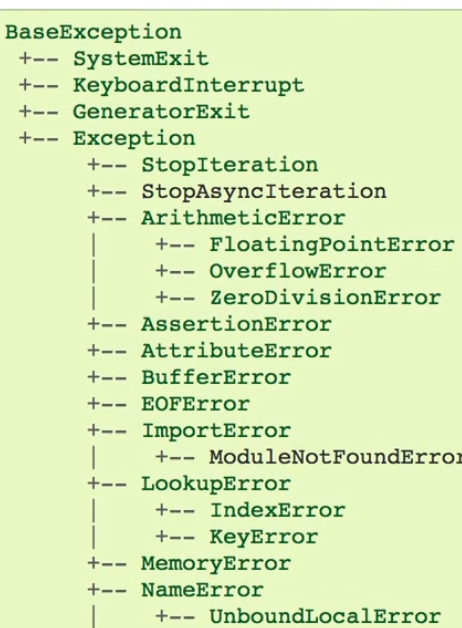 BaseException
 +-- SystemExit
 +-- KeyboardInterrupt
 +-- GeneratorExit
 +-- Exception
      +-- StopIteration
      +-- StopAsyncIteration
      +-- ArithmeticError
      |    +-- FloatingPointError
      |    +-- OverflowError
      |    +-- ZeroDivisionError
      +-- AssertionError
      +-- AttributeError
      +-- BufferError
      +-- EOFError
      +-- ImportError
      |    +-- ModuleNotFoundError
      +-- LookupError
      |    +-- IndexError
      |    +-- KeyError
      +-- MemoryError
      +-- NameError
      |    +-- UnboundLocalError